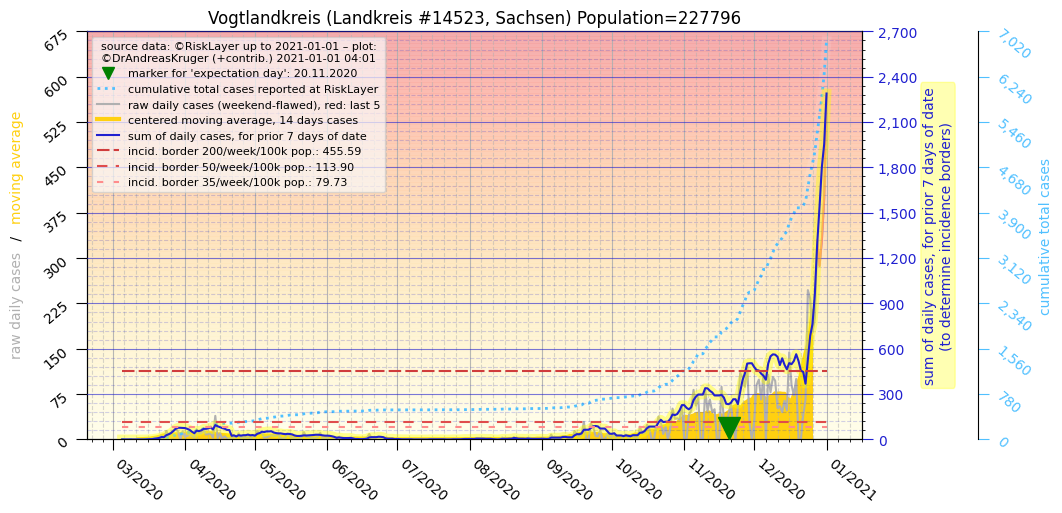 Vogtlandkreis (Landkreis #14523, Sachsen) Population=227796
source data: ©RiskLayer up to 2021-01-01 – plot:
©DrAndreasKruger (+contrib.) 2021-01-01 04:01
marker for 'expectation day': 20.11.2020
cumulative total cases reported at RiskLayer
raw daily cases (weekend-flawed), red: last 5
centered moving average, 14 days cases
sum of daily cases, for prior 7 days of date
incid. border 200/week/100k pop.: 455.59
incid. border 50/week/100k pop.: 113.90
incid. border 35/week/100k pop.: 79.73
raw daily cases / moving average
675
600
525
450
375
300
225
150
75
0
03/2020
04/2020
05/2020
06/2020
07/2020
08/2020
09/2020
10/2020
11/2020
12/2020
01/2021
2,700
2,400
2,100
1,800
1,500
1,200
900
600
300
0
sum of daily cases, for prior 7 days of date
(to determine incidence borders)
7,020
6,240
5,460
4,680
3,900
3,120
2,340
1,560
780
0
cumulative total cases